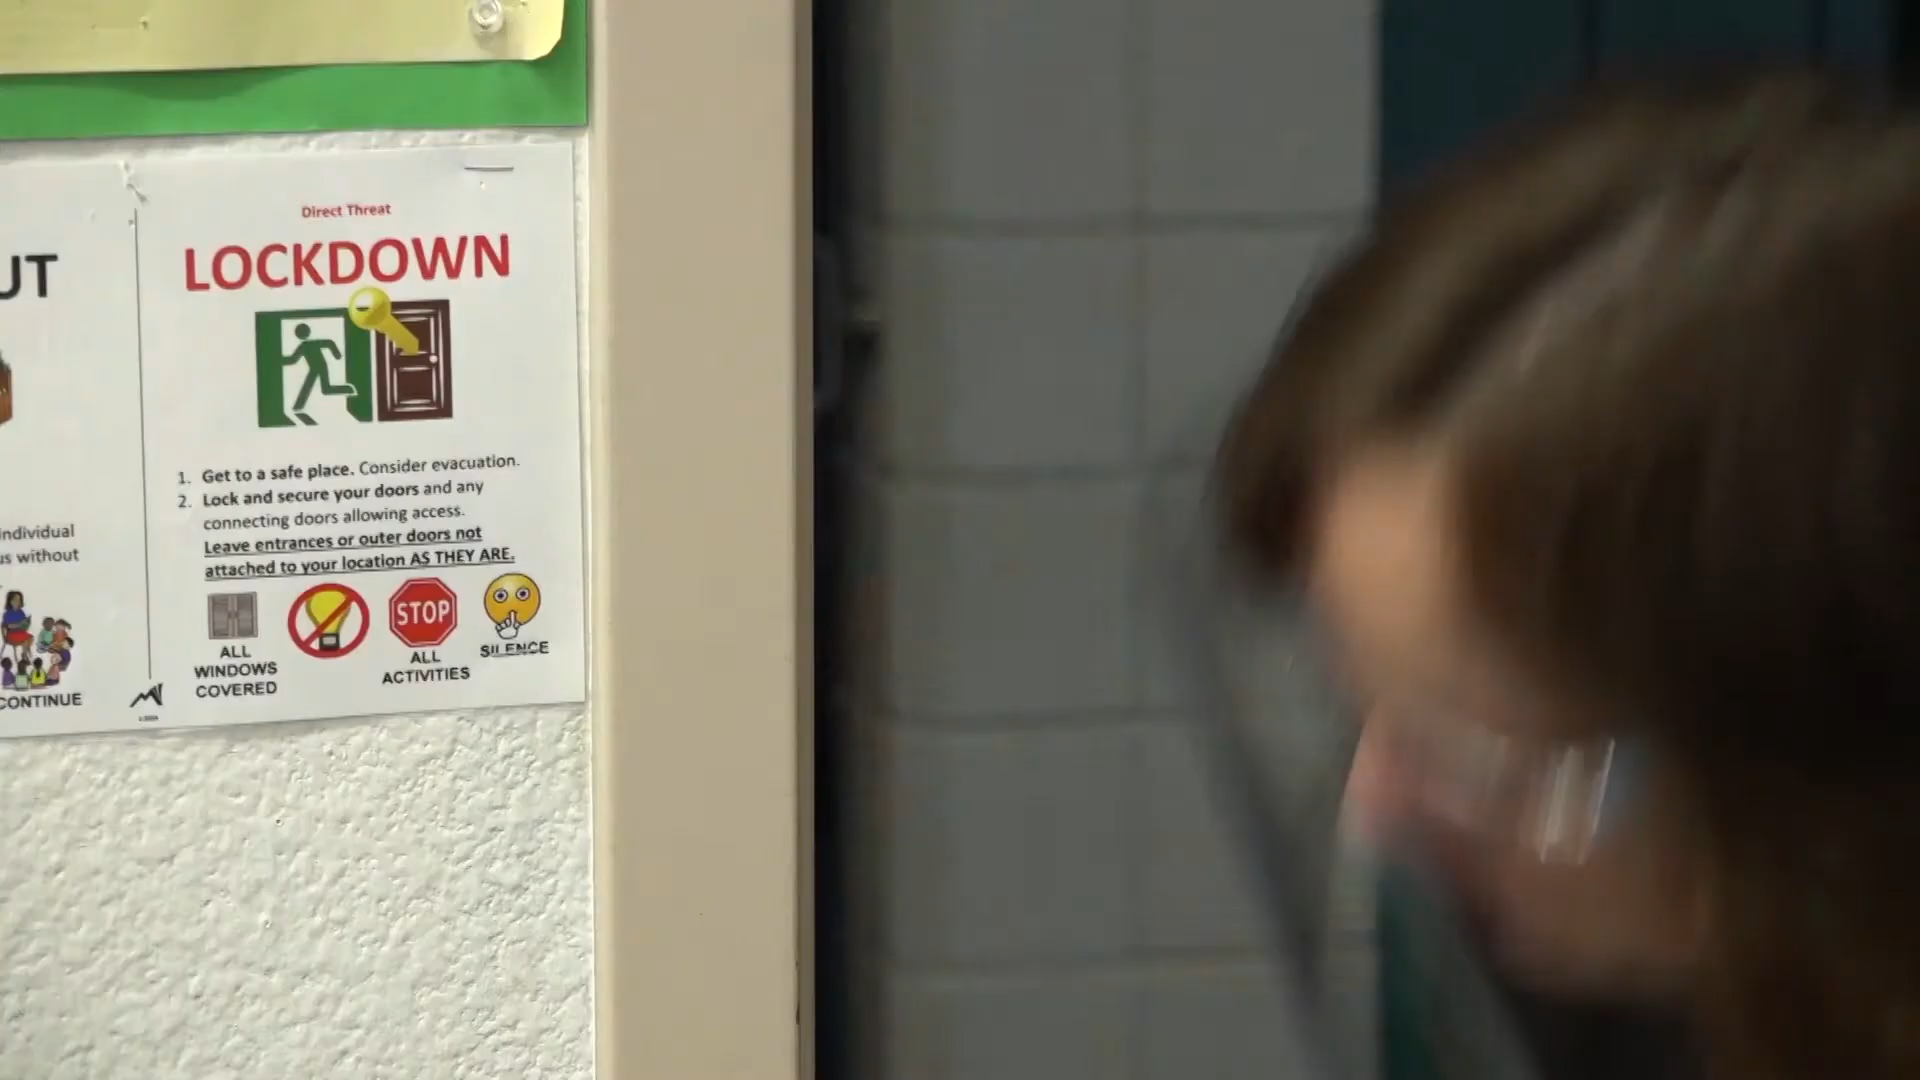 UT
individual
us without
CONTINUE
Direct Threat
LOCKDOWN
1. Get to a safe place. Consider evacuation.
2. Lock and secure your doors and any
connecting doors allowing access.
Leave entrances or outer doors not
attached to your location AS THEY ARE.
STOP
ALL
WINDOWS
COVERED
ALL
ACTIVITIES
SILENCE